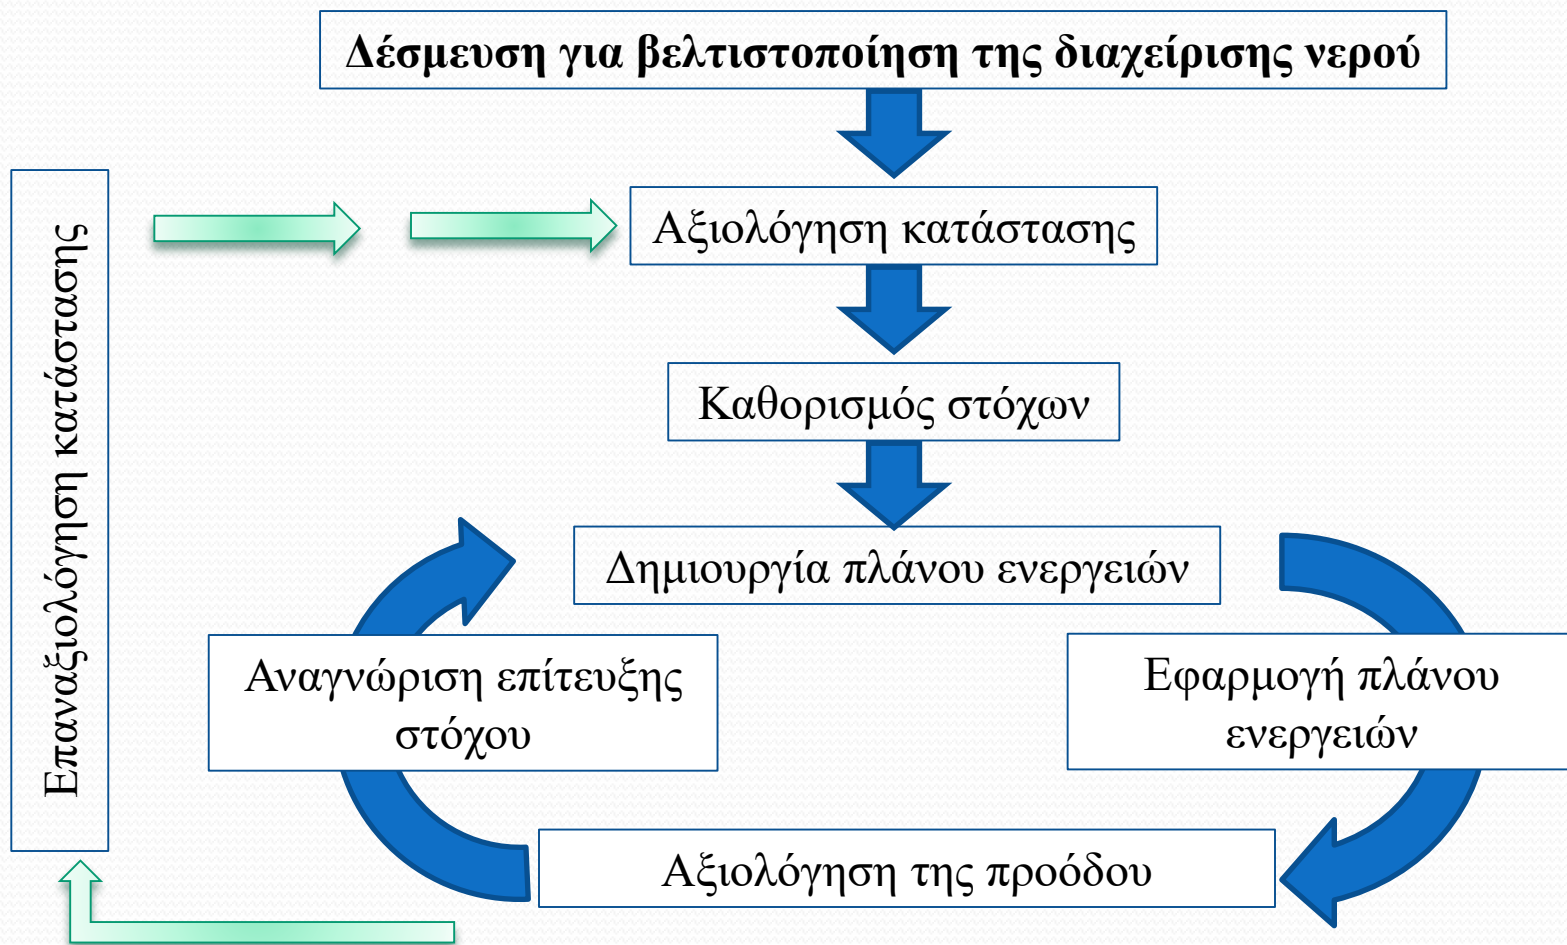 Δέσμευση για βελτιστοποίηση της διαχείρισης νερού
Αξιολόγηση κατάστασης
Επαναξιολόγηση κατάστασης
Καθορισμός στόχων
Δημιουργία πλάνου ενεργειών
Αναγνώριση επίτευξης
στόχου
Εφαρμογή πλάνου
ενεργειών
Αξιολόγηση της προόδου